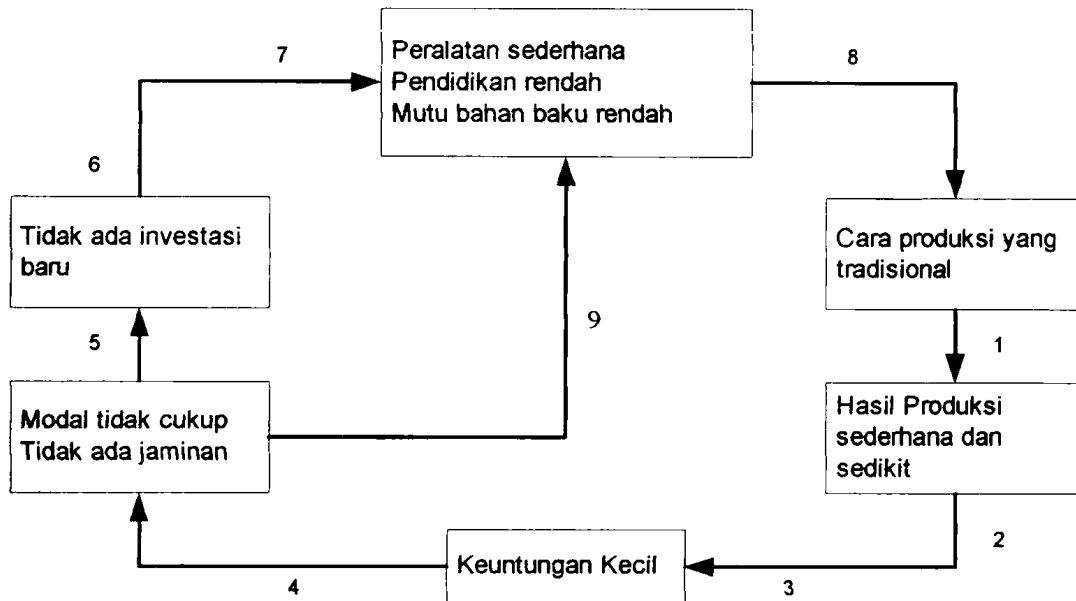 7
Peralatan sederhana
Pendidikan rendah
Mutu bahan baku rendah
8
6
Tidak ada investasi
baru
Cara produksi yang
tradisional
5
9
1
Modal tidak cukup
Tidak ada jaminan
Hasil Produksi
sederhana dan
sedikit
2
Keuntungan Kecil
4
3